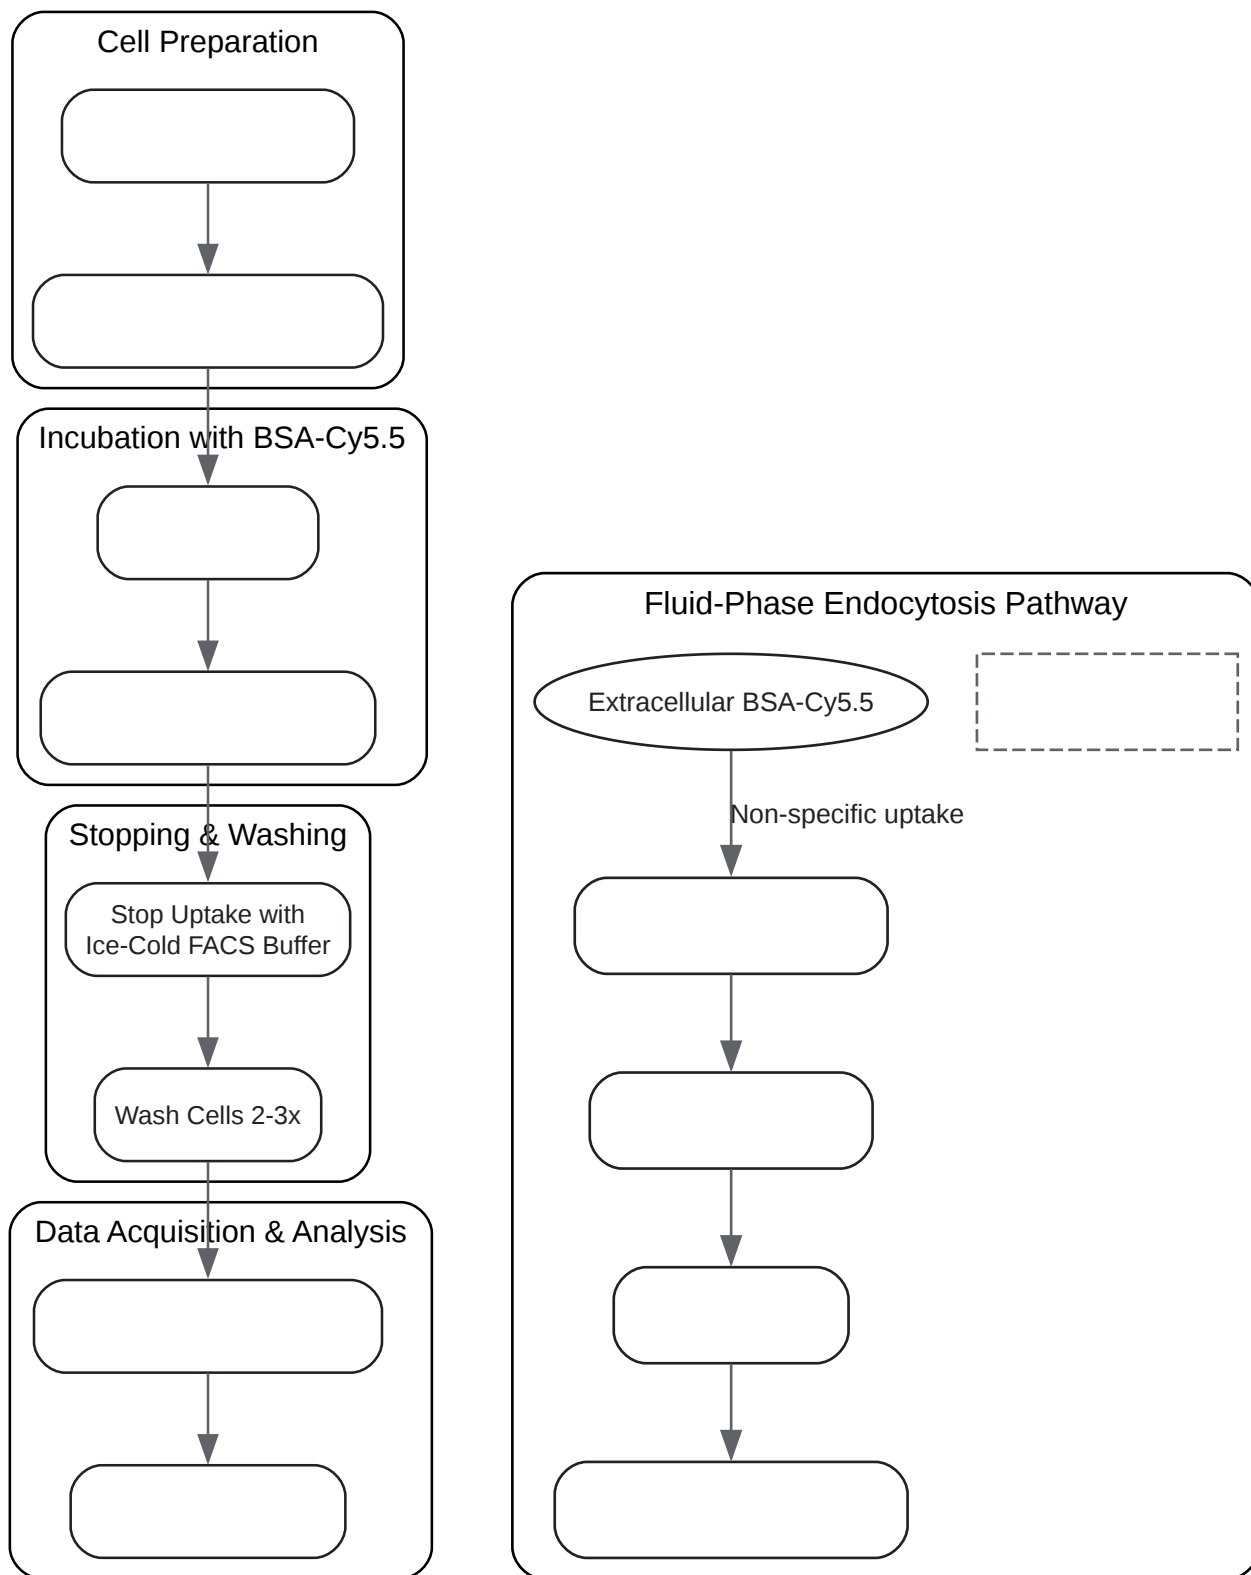 Cell Preparation
Incubation with BSA-Cy5.5
Stopping & Washing
Stop Uptake with
Ice-Cold FACS Buffer
Wash Cells 2-3x
Data Acquisition & Analysis
Fluid-Phase Endocytosis Pathway
Extracellular BSA-Cy5.5
Non-specific uptake